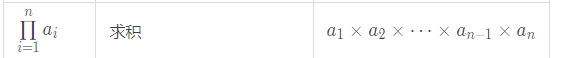 ∏_{i=1}^{n} a_i 求积 a_1 × a_2 × ⋯ × a_{n−1} × a_n